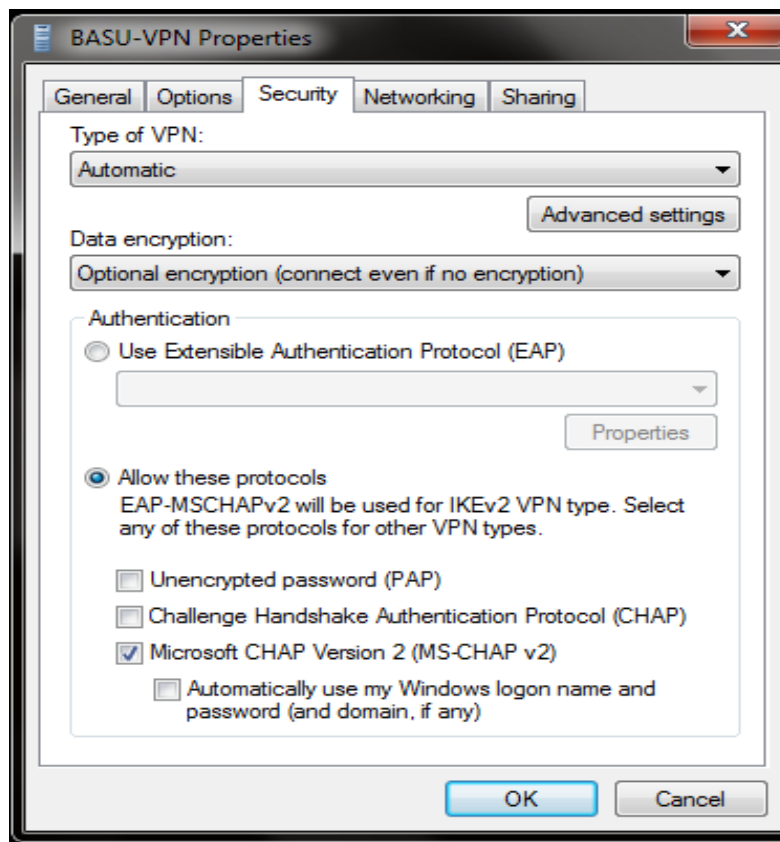 BASU-VPN Properties
General Options Security Networking Sharing
Type of VPN:
Automatic
Advanced settings
Data encryption:
Optional encryption (connect even if no encryption)
Authentication
Use Extensible Authentication Protocol (EAP)
Properties
Allow these protocols
EAP-MSCHAPv2 will be used for IKEv2 VPN type. Select
any of these protocols for other VPN types.
Unencrypted password (PAP)
Challenge Handshake Authentication Protocol (CHAP)
Microsoft CHAP Version 2 (MS-CHAP v2)
Automatically use my Windows logon name and
password (and domain, if any)
OK Cancel